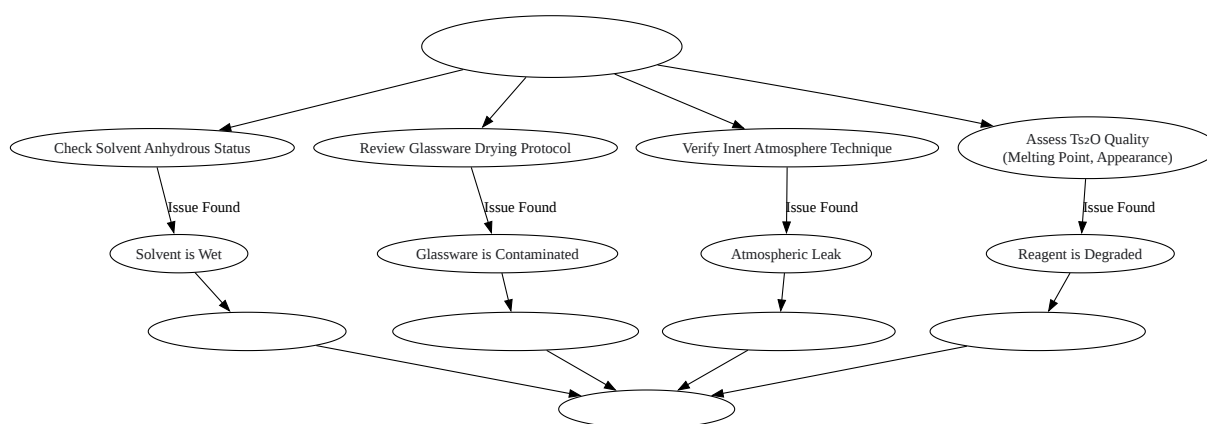 Check Solvent Anhydrous Status
Review Glassware Drying Protocol
Verify Inert Atmosphere Technique
Assess Ts₂O Quality
(Melting Point, Appearance)
Issue Found
Issue Found
Issue Found
Issue Found
Solvent is Wet
Glassware is Contaminated
Atmospheric Leak
Reagent is Degraded